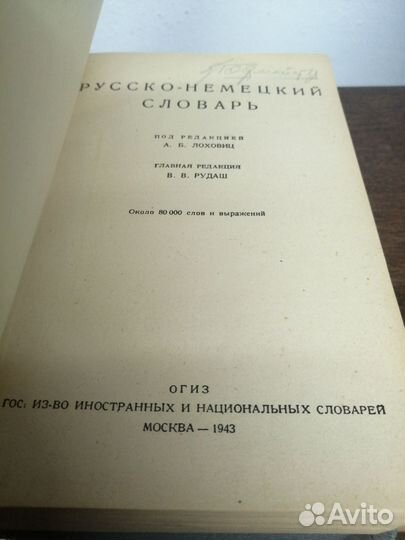 РУССКО-НЕМЕЦКИЙ
СЛОВАРЬ
ПОД РЕДАКЦИЕЙ
А. Б. ЛОХОВИЦ
ГЛАВНАЯ РЕДАКЦИЯ
В. В. РУДАШ
Около 80 000 слов и выражений
ОГИЗ
ГОС. ИЗ-ВО ИНОСТРАННЫХ И НАЦИОНАЛЬНЫХ СЛОВАРЕЙ
МОСКВА — 1943
Avito